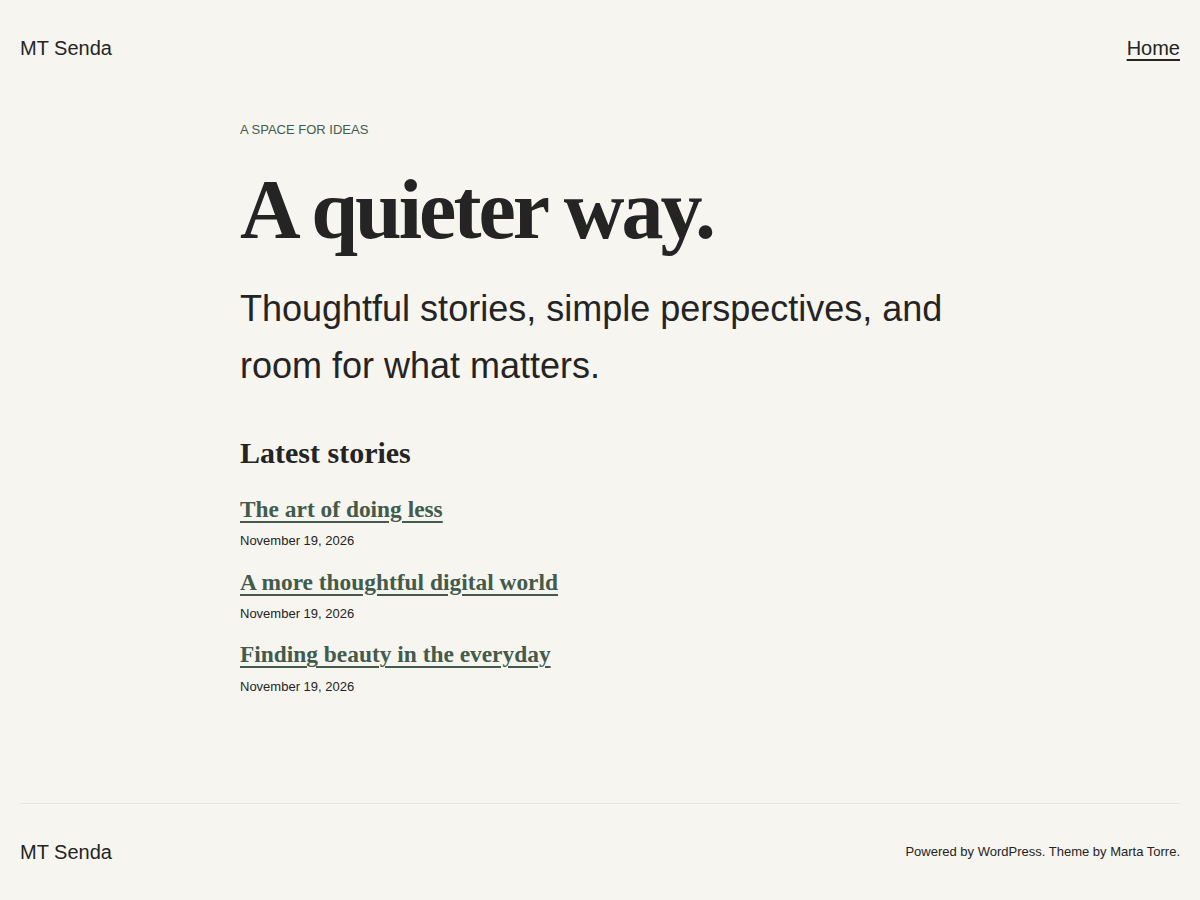 MT Senda
Home
A SPACE FOR IDEAS
A quieter way.
Thoughtful stories, simple perspectives, and
room for what matters.
Latest stories
The art of doing less
November 19, 2026
A more thoughtful digital world
November 19, 2026
Finding beauty in the everyday
November 19, 2026
MT Senda
Powered by WordPress. Theme by Marta Torre.